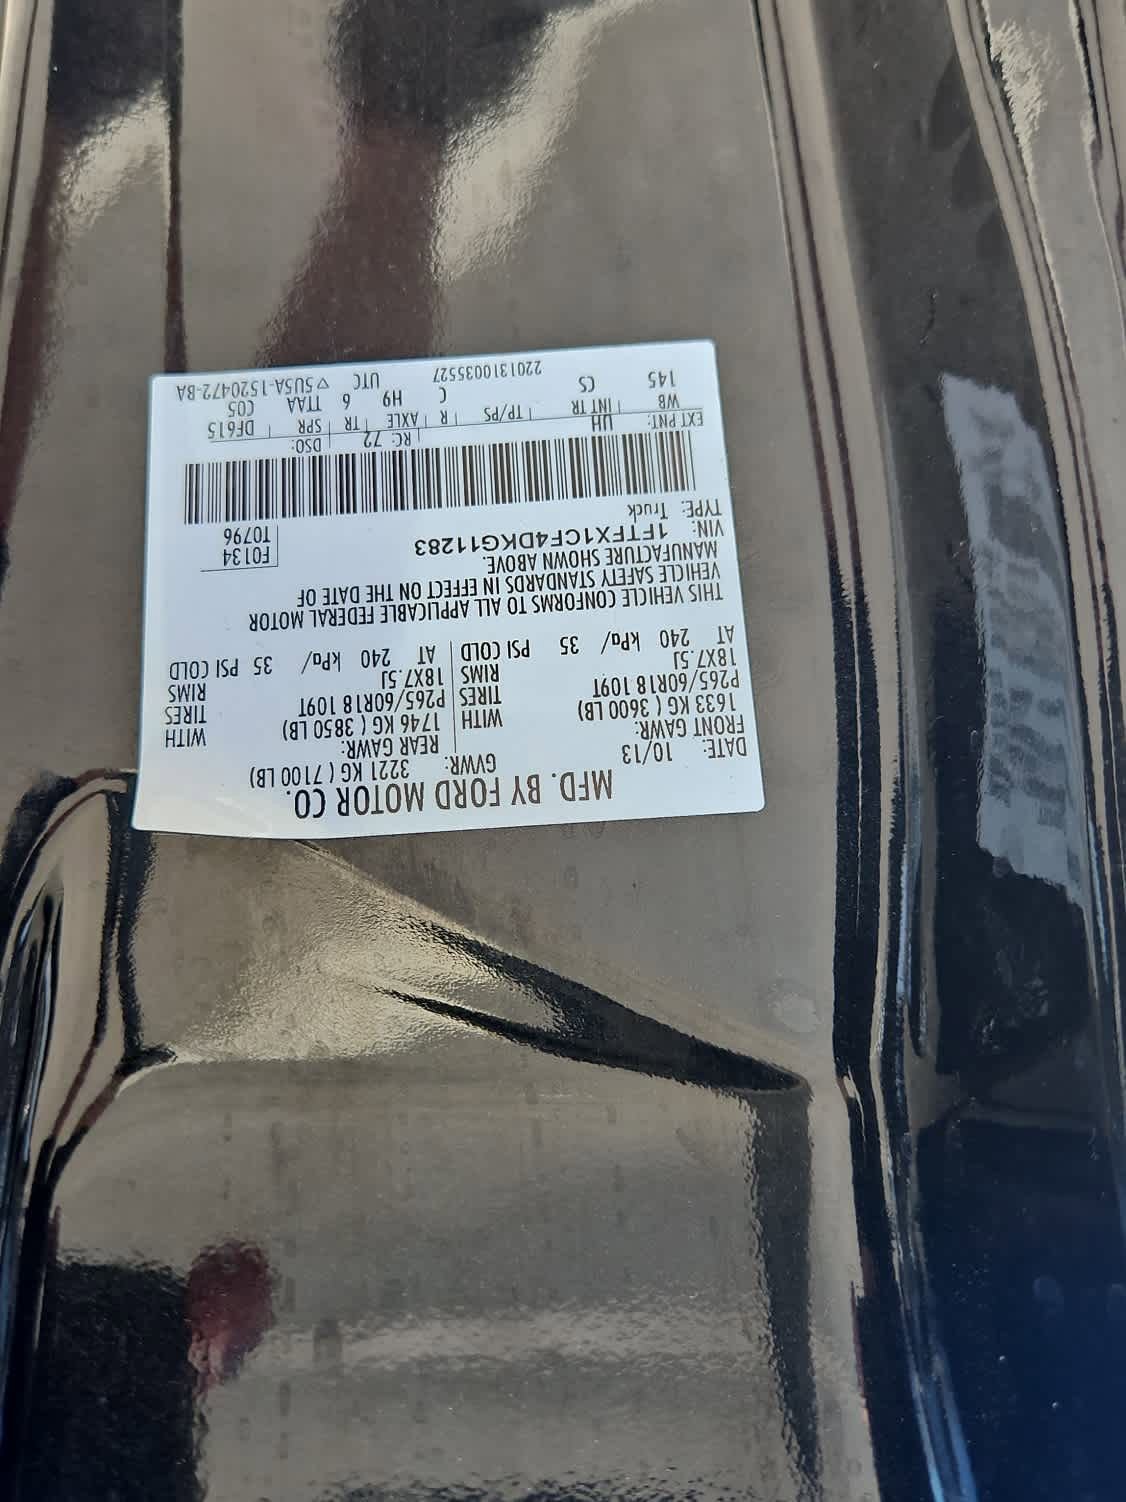 MFD. BY FORD MOTOR CO.
DATE: 10/13 GVWR: 3221 KG ( 7100 LB)
FRONT GAWR: REAR GAWR:
1633 KG ( 3600 LB) WITH 1746 KG ( 3850 LB) WITH
P265/60R18 109T TIRES P265/60R18 109T TIRES
18X7.5J RIMS 18X7.5J RIMS
AT 240 kPa/ 35 PSI COLD AT 240 kPa/ 35 PSI COLD
THIS VEHICLE CONFORMS TO ALL APPLICABLE FEDERAL MOTOR
VEHICLE SAFETY STANDARDS IN EFFECT ON THE DATE OF
MANUFACTURE SHOWN ABOVE.
VIN: 1FTFX1CF4DKG11283 F0134
TYPE: Truck T0796
EXT PNT: UH RC: 72 DSO: DF615
WB INT TR TP/PS R AXLE TR SPR C05
145 CS C H9 6 TTAA
2201310035527 UTC ▽5U5A-1520472-BA